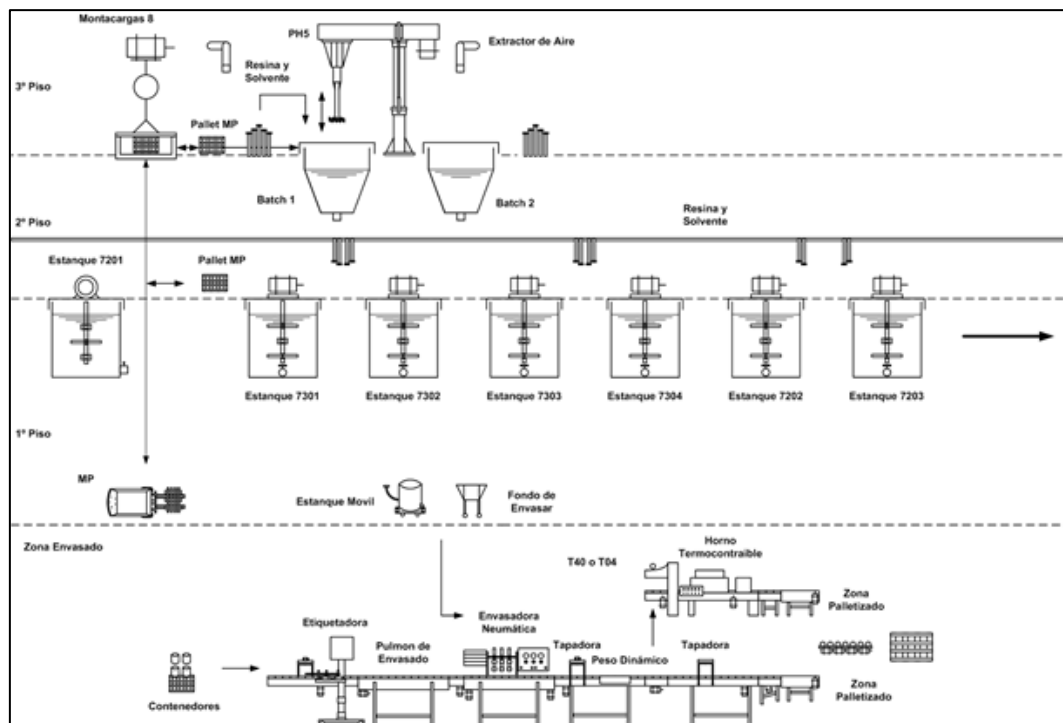 Montacargas 8
PH5
Extractor de Aire
Resina y
Solvente
3º Piso
Pallet MP
Batch 1
Batch 2
2º Piso
Resina y
Solvente
Estanque 7201
Pallet MP
Estanque 7301
Estanque 7302
Estanque 7303
Estanque 7304
Estanque 7202
Estanque 7203
1º Piso
MP
Estanque Movil
Fondo de
Envasar
Zona Envasado
T40 o T04
Horno
Termocontraible
Zona
Palletizado
Etiquetadora
Pulmon de
Envasado
Envasadora
Neumática
Tapadora
Peso Dinámico
Tapadora
Zona
Palletizado
Contenedores